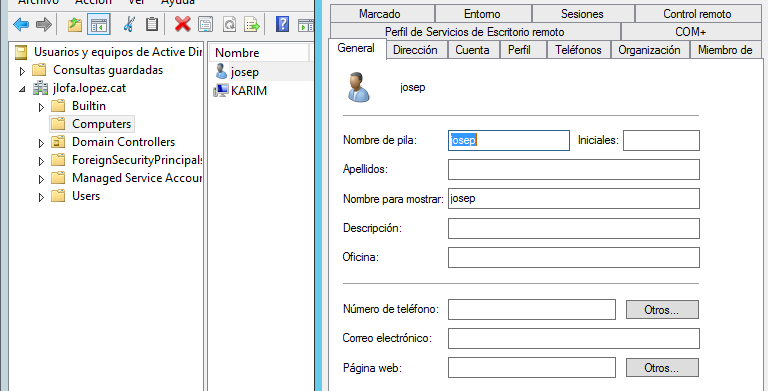 Archivo Acción Ver Ayuda
Usuarios y equipos de Active Dir
Consultas guardadas
jlofa.lopez.cat
Builtin
Computers
Domain Controllers
ForeignSecurityPrincipals
Managed Service Accou
Users
Nombre
josep
KARIM
Marcado Entorno Sesiones Control remoto
Perfil de Servicios de Escritorio remoto COM+
General Dirección Cuenta Perfil Teléfonos Organización Miembro de
josep
Nombre de pila: josep Iniciales:
Apellidos:
Nombre para mostrar: josep
Descripción:
Oficina:
Número de teléfono: Otros...
Correo electrónico:
Página web: Otros...